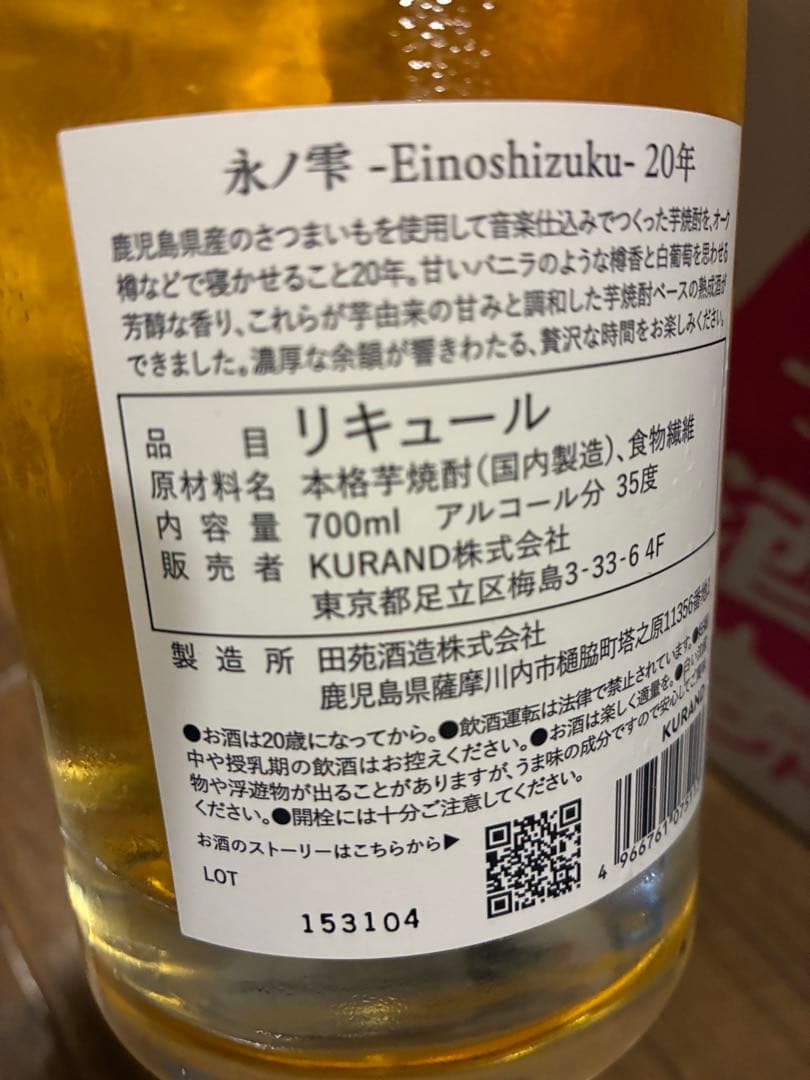 永ノ雫 -Einoshizuku- 20年
鹿児島県産のさつまいもを使用して音楽仕込みでつくった芋焼酎を、オーク
樽などで寝かせること20年。甘いバニラのような樽香と白葡萄を思わせる
芳醇な香り、これらが芋由来の甘みと調和した芋焼酎ベースの熟成酒が
できました。濃厚な余韻が響きわたる、贅沢な時間をお楽しみください。
品目 リキュール
原材料名 本格芋焼酎(国内製造)、食物繊維
内容量 700ml アルコール分 35度
販売者 KURAND株式会社
東京都足立区梅島3-33-6 4F
製造所 田苑酒造株式会社
鹿児島県薩摩川内市樋脇町塔之原11356番地
●お酒は20歳になってから。●飲酒運転は法律で禁止されています。●
中や授乳期の飲酒はお控えください。●お酒は楽しく適量を。●白い
物や浮遊物が出ることがありますが、うま味の成分ですので安心してご
ください。●開栓には十分ご注意してください。
KURAND
お酒のストーリーはこちらから▶
4 966761 0751
LOT
153104